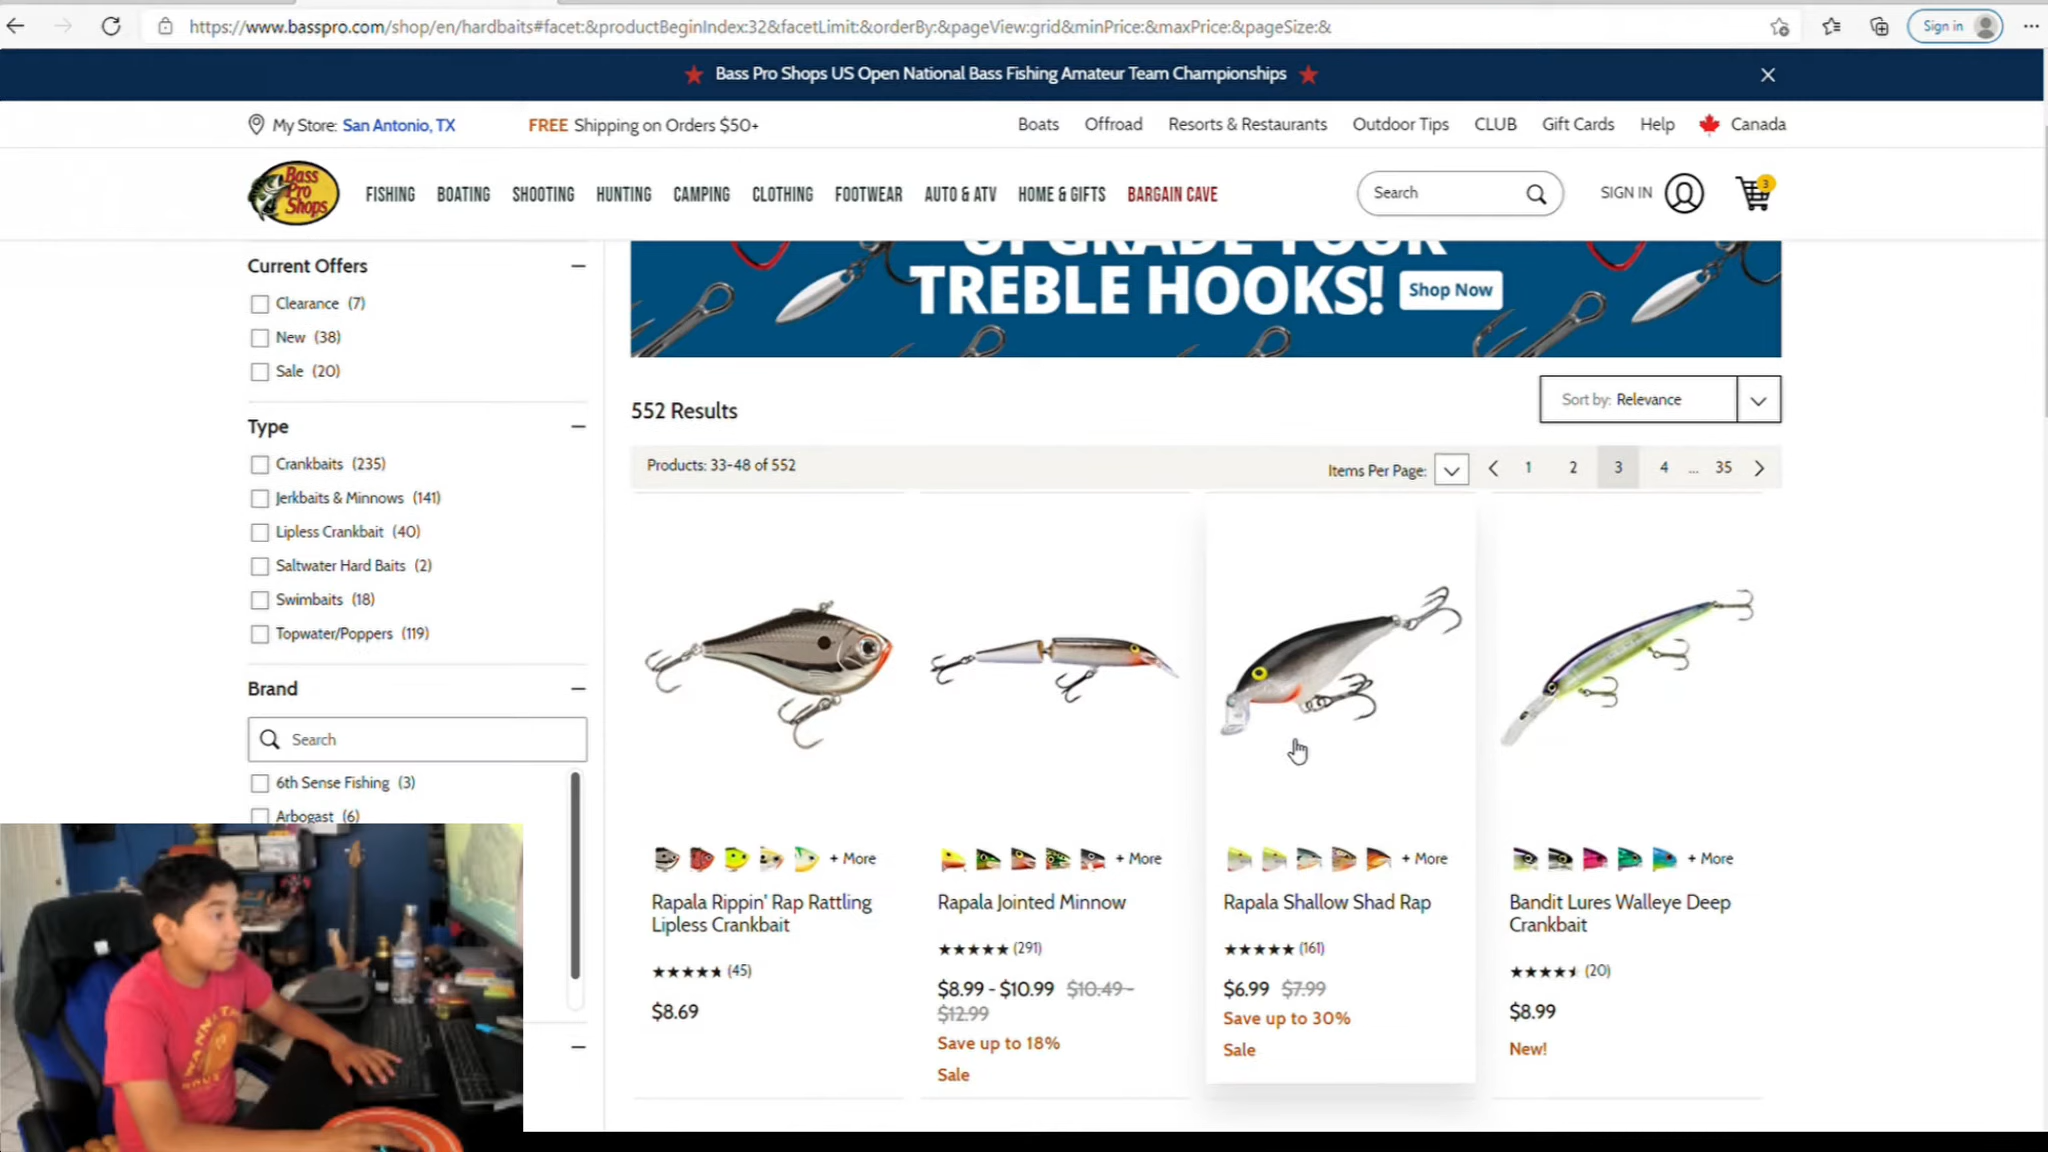 https://www.basspro.com/shop/en/hardbaits#facet:&productBeginIndex:32&facetLimit:&orderBy:&pageView:grid&minPrice:&maxPrice:&pageSize:&
Sign in
Bass Pro Shops US Open National Bass Fishing Amateur Team Championships
My Store: San Antonio, TX
FREE Shipping on Orders $50+
Boats
Offroad
Resorts & Restaurants
Outdoor Tips
CLUB
Gift Cards
Help
Canada
Bass
Pro
Shops
FISHING
BOATING
SHOOTING
HUNTING
CAMPING
CLOTHING
FOOTWEAR
AUTO & ATV
HOME & GIFTS
BARGAIN CAVE
Search
SIGN IN
3
Current Offers
Clearance (7)
New (38)
Sale (20)
Type
Crankbaits (235)
Jerkbaits & Minnows (141)
Lipless Crankbait (40)
Saltwater Hard Baits (2)
Swimbaits (18)
Topwater/Poppers (119)
Brand
Search
6th Sense Fishing (3)
Arbogast (6)
UPGRADE YOUR
TREBLE HOOKS!
Shop Now
552 Results
Sort by: Relevance
Products: 33-48 of 552
Items Per Page:
1 2 3 4 ... 35
+ More
Rapala Rippin' Rap Rattling
Lipless Crankbait
(45)
$8.69
+ More
Rapala Jointed Minnow
(291)
$8.99 - $10.99 $10.49 -
$12.99
Save up to 18%
Sale
+ More
Rapala Shallow Shad Rap
(161)
$6.99 $7.99
Save up to 30%
Sale
+ More
Bandit Lures Walleye Deep
Crankbait
(20)
$8.99
New!